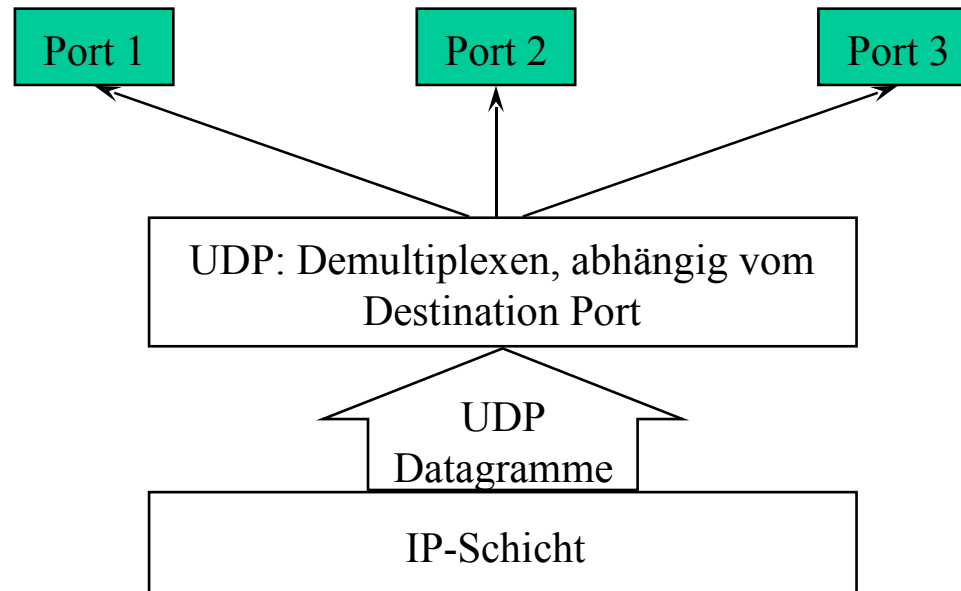 Port 1
Port 2
Port 3
UDP: Demultiplexen, abhängig vom
Destination Port
UDP
Datagramme
IP-Schicht